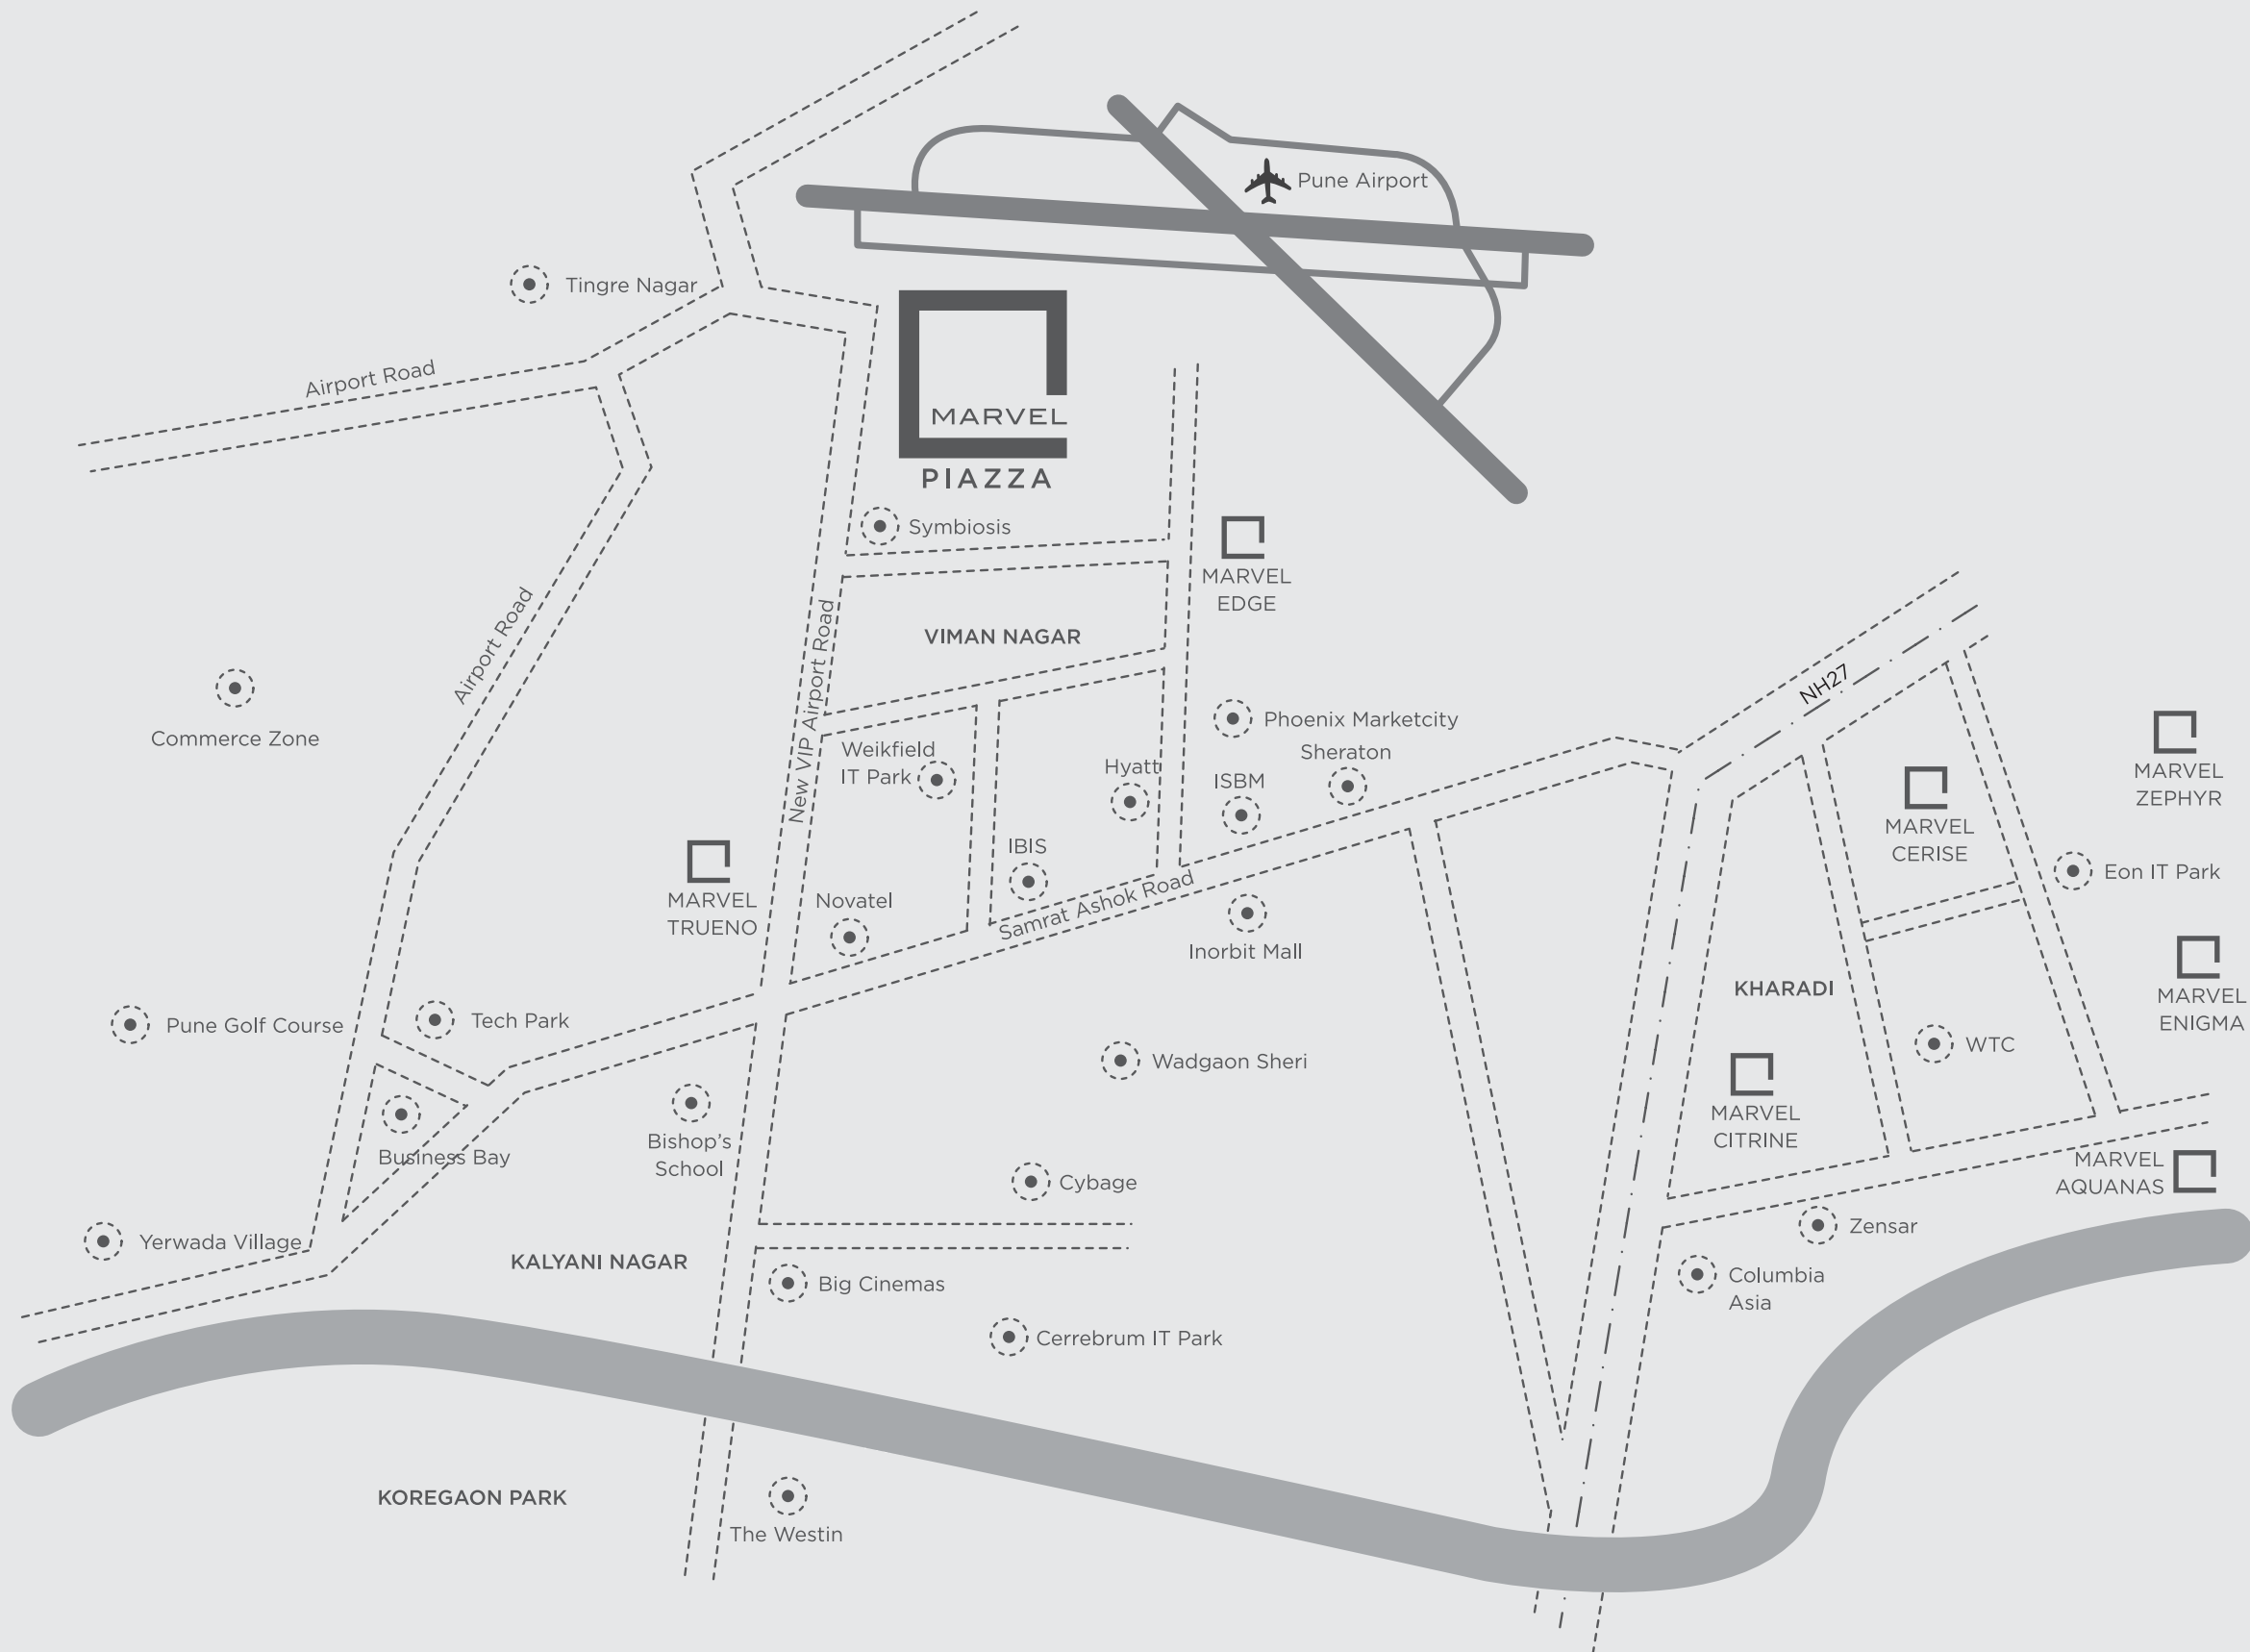 Pune Airport
Tingre Nagar
Airport Road
MARVEL
PIAZZA
Symbiosis
MARVEL
EDGE
Airport Road
New VIP Airport Road
VIMAN NAGAR
NH27
Commerce Zone
Phoenix Marketcity
Weikfield
IT Park
Sheraton
Hyatt
ISBM
MARVEL
ZEPHYR
MARVEL
CERISE
IBIS
Eon IT Park
MARVEL
TRUENO
Novatel
Samrat Ashok Road
Inorbit Mall
KHARADI
MARVEL
ENIGMA
Pune Golf Course
Tech Park
WTC
Wadgaon Sheri
MARVEL
CITRINE
Bishop's
School
Business Bay
MARVEL
AQUANAS
Cybage
Zensar
Yerwada Village
KALYANI NAGAR
Big Cinemas
Columbia
Asia
Cerrebrum IT Park
KOREGAON PARK
The Westin